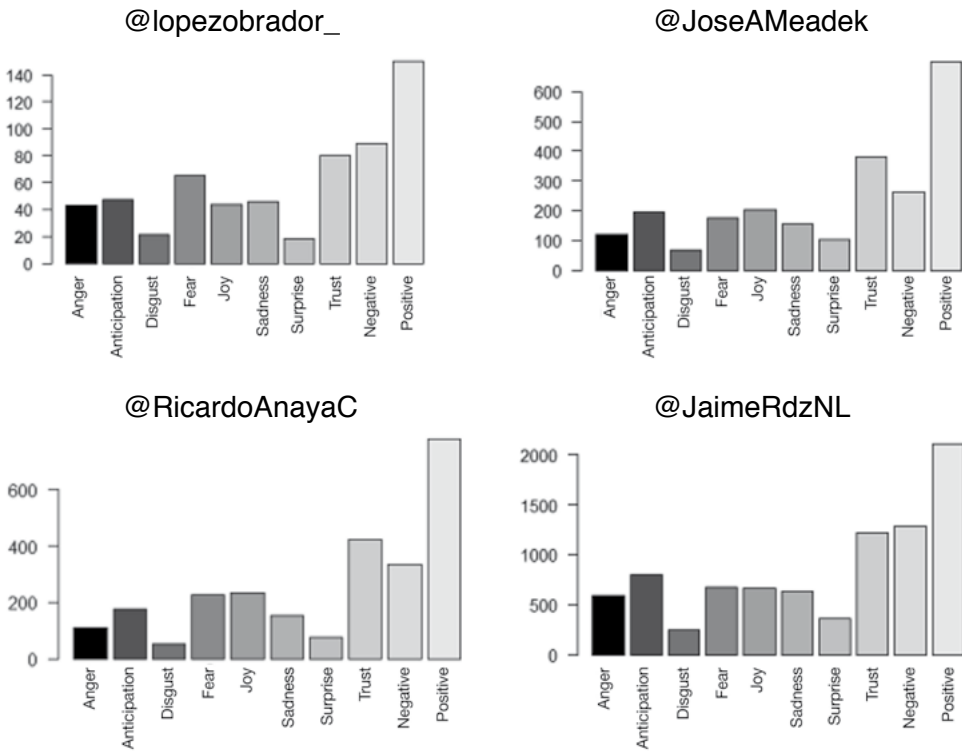 @lopezobrador_
140
120
100
80
60
40
20
0
Anger
Anticipation
Disgust
Fear
Joy
Sadness
Surprise
Trust
Negative
Positive
@JoseAMeadek
600
500
400
300
200
100
0
Anger
Anticipation
Disgust
Fear
Joy
Sadness
Surprise
Trust
Negative
Positive
@RicardoAnayaC
600
400
200
0
Anger
Anticipation
Disgust
Fear
Joy
Sadness
Surprise
Trust
Negative
Positive
@JaimeRdzNL
2000
1500
1000
500
0
Anger
Anticipation
Disgust
Fear
Joy
Sadness
Surprise
Trust
Negative
Positive